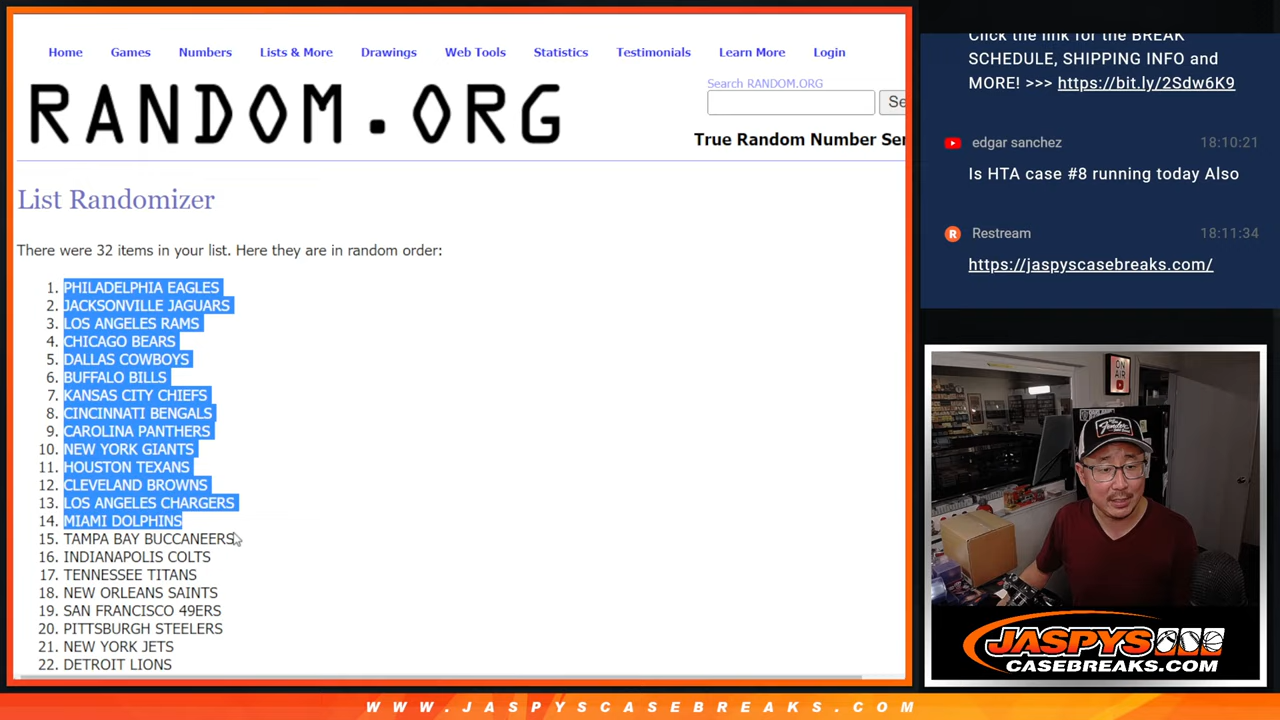 Home Games Numbers Lists & More Drawings Web Tools Statistics Testimonials Learn More Login
RANDOM.ORG
Search RANDOM.ORG
Se
True Random Number Ser
List Randomizer
There were 32 items in your list. Here they are in random order:
1. PHILADELPHIA EAGLES
2. JACKSONVILLE JAGUARS
3. LOS ANGELES RAMS
4. CHICAGO BEARS
5. DALLAS COWBOYS
6. BUFFALO BILLS
7. KANSAS CITY CHIEFS
8. CINCINNATI BENGALS
9. CAROLINA PANTHERS
10. NEW YORK GIANTS
11. HOUSTON TEXANS
12. CLEVELAND BROWNS
13. LOS ANGELES CHARGERS
14. MIAMI DOLPHINS
15. TAMPA BAY BUCCANEERS
16. INDIANAPOLIS COLTS
17. TENNESSEE TITANS
18. NEW ORLEANS SAINTS
19. SAN FRANCISCO 49ERS
20. PITTSBURGH STEELERS
21. NEW YORK JETS
22. DETROIT LIONS
Click the link for the BREAK
SCHEDULE, SHIPPING INFO and
MORE! >>> https://bit.ly/2Sdw6K9
edgar sanchez 18:10:21
Is HTA case #8 running today Also
R Restream 18:11:34
https://jaspyscasebreaks.com/
ON
AIR
Fender
JASPYS
CASEBREAKS.COM
WWW.JASPYSCASEBREAKS.COM